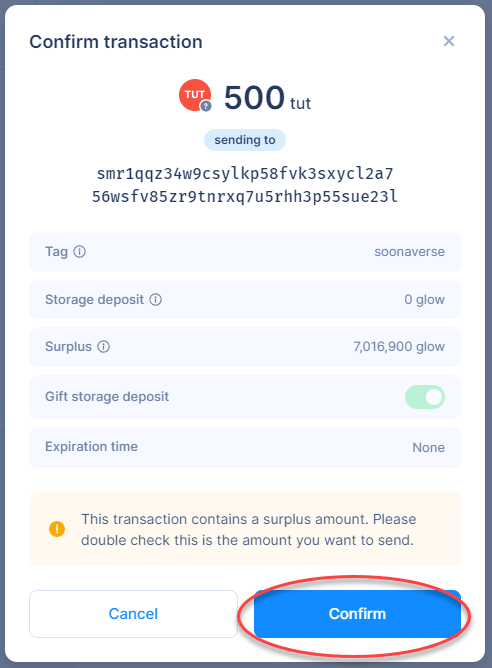 Confirm transaction
TUT
?
500 tut
sending to
smr1qqz34w9csylkp58fvk3sxycl2a7
56wsfv85zr9tnrxq7u5rhh3p55sue23l
Tag
soonaverse
Storage deposit
0 glow
Surplus
7,016,900 glow
Gift storage deposit
Expiration time
None
This transaction contains a surplus amount. Please
double check this is the amount you want to send.
Cancel
Confirm